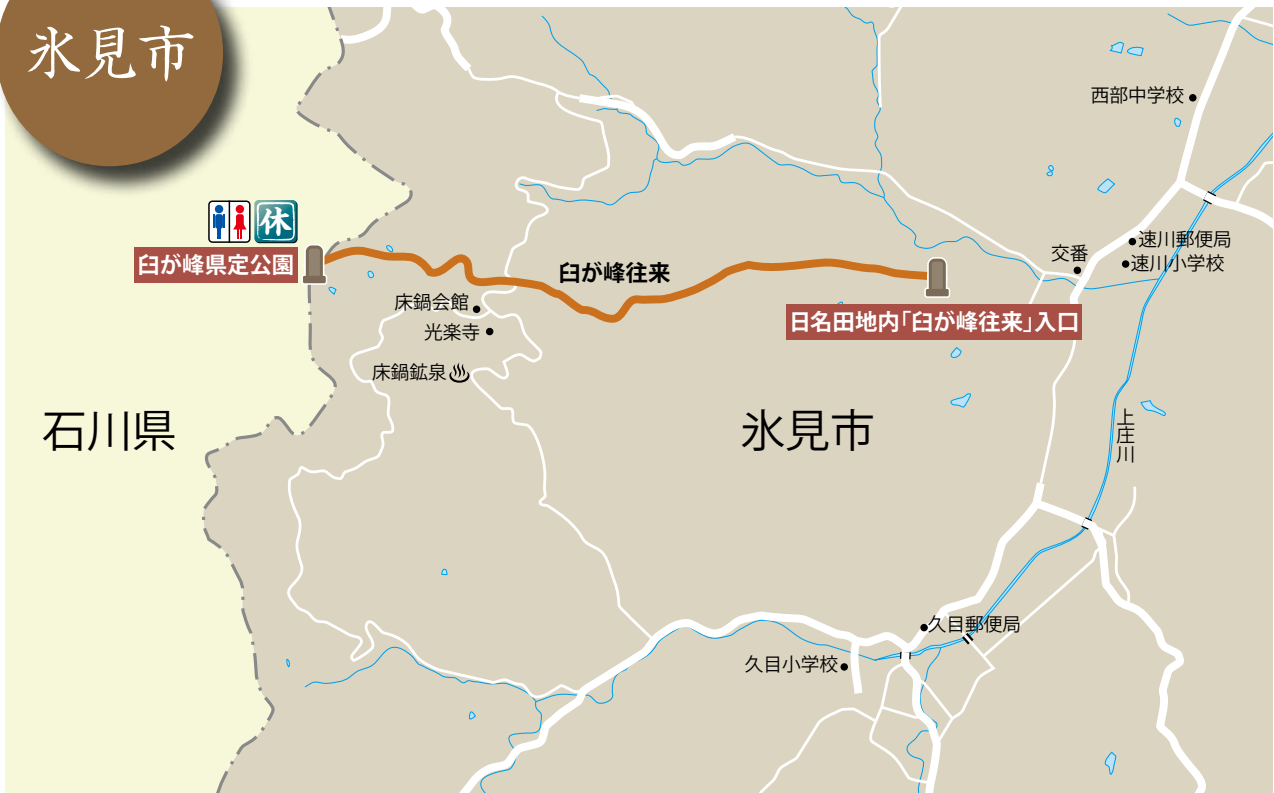 氷見市
西部中学校
休
臼が峰県定公園
臼が峰往来
交番
速川郵便局
速川小学校
日名田地内「臼が峰往来」入口
床鍋会館
光楽寺
床鍋鉱泉
石川県
氷見市
上庄川
久目郵便局
久目小学校